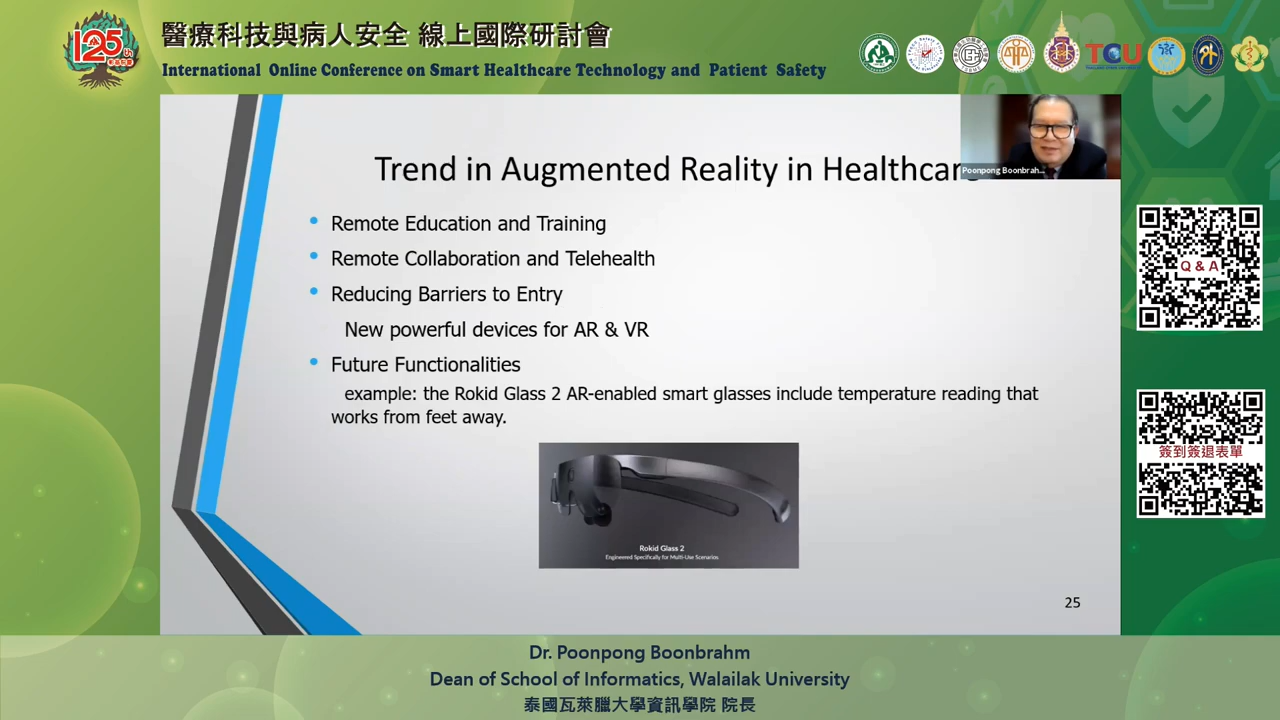 125th
醫療科技與病人安全 線上國際研討會
International Online Conference on Smart Healthcare Technology and Patient Safety
TCU
Poonpong Boonbrah...
Trend in Augmented Reality in Healthcare
• Remote Education and Training
• Remote Collaboration and Telehealth
• Reducing Barriers to Entry
New powerful devices for AR & VR
• Future Functionalities
example: the Rokid Glass 2 AR-enabled smart glasses include temperature reading that
works from feet away.
Rokid Glass 2
Engineered Specifically for Multi-Use Scenarios.
25
Q & A
簽到簽退表單
Dr. Poonpong Boonbrahm
Dean of School of Informatics, Walailak University
泰國瓦萊臘大學資訊學院 院長